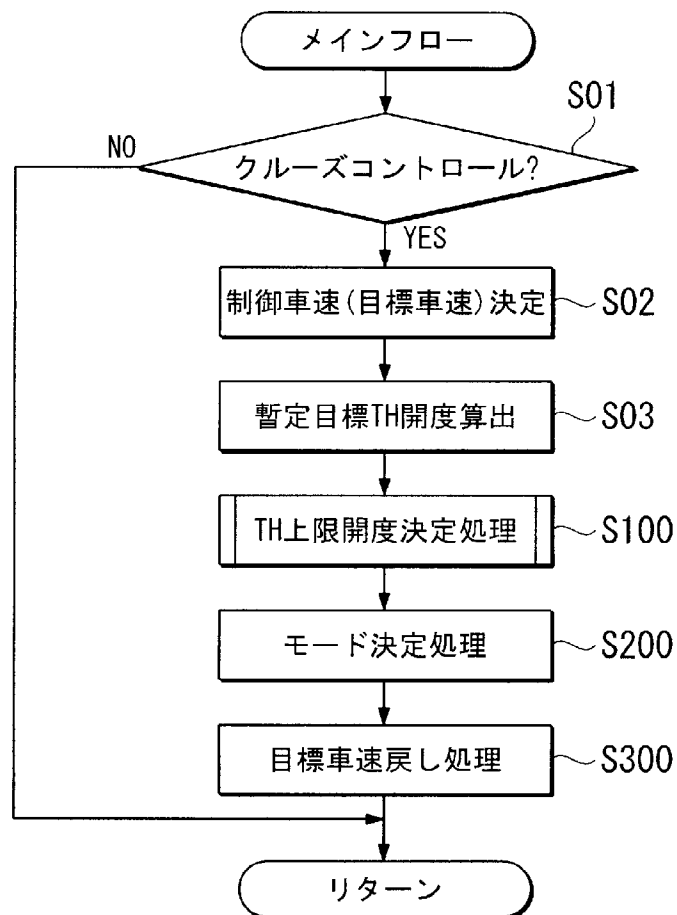 メインフロー
S01
NO
クルーズコントロール?
YES
制御車速(目標車速)決定
S02
暫定目標TH開度算出
S03
TH上限開度決定処理
S100
モード決定処理
S200
目標車速戻し処理
S300
リターン